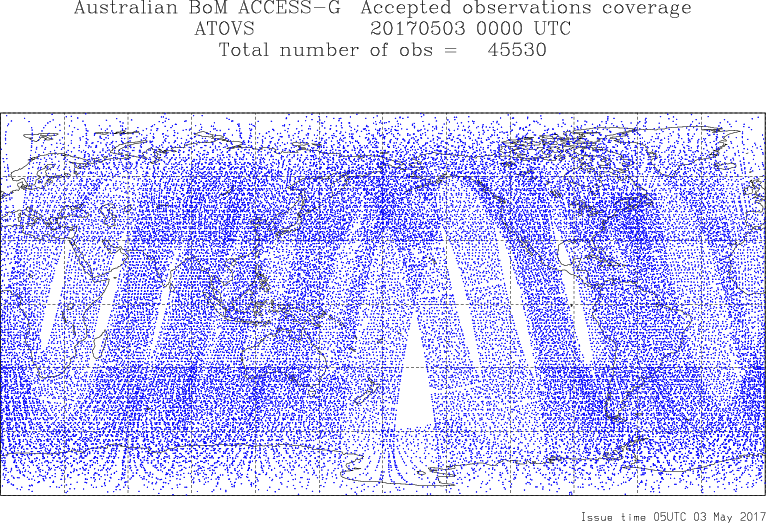 Australian BoM ACCESS-G Accepted observations coverage
ATOVS 20170503 0000 UTC
Total number of obs = 45530
Issue time 05UTC 03 May 2017